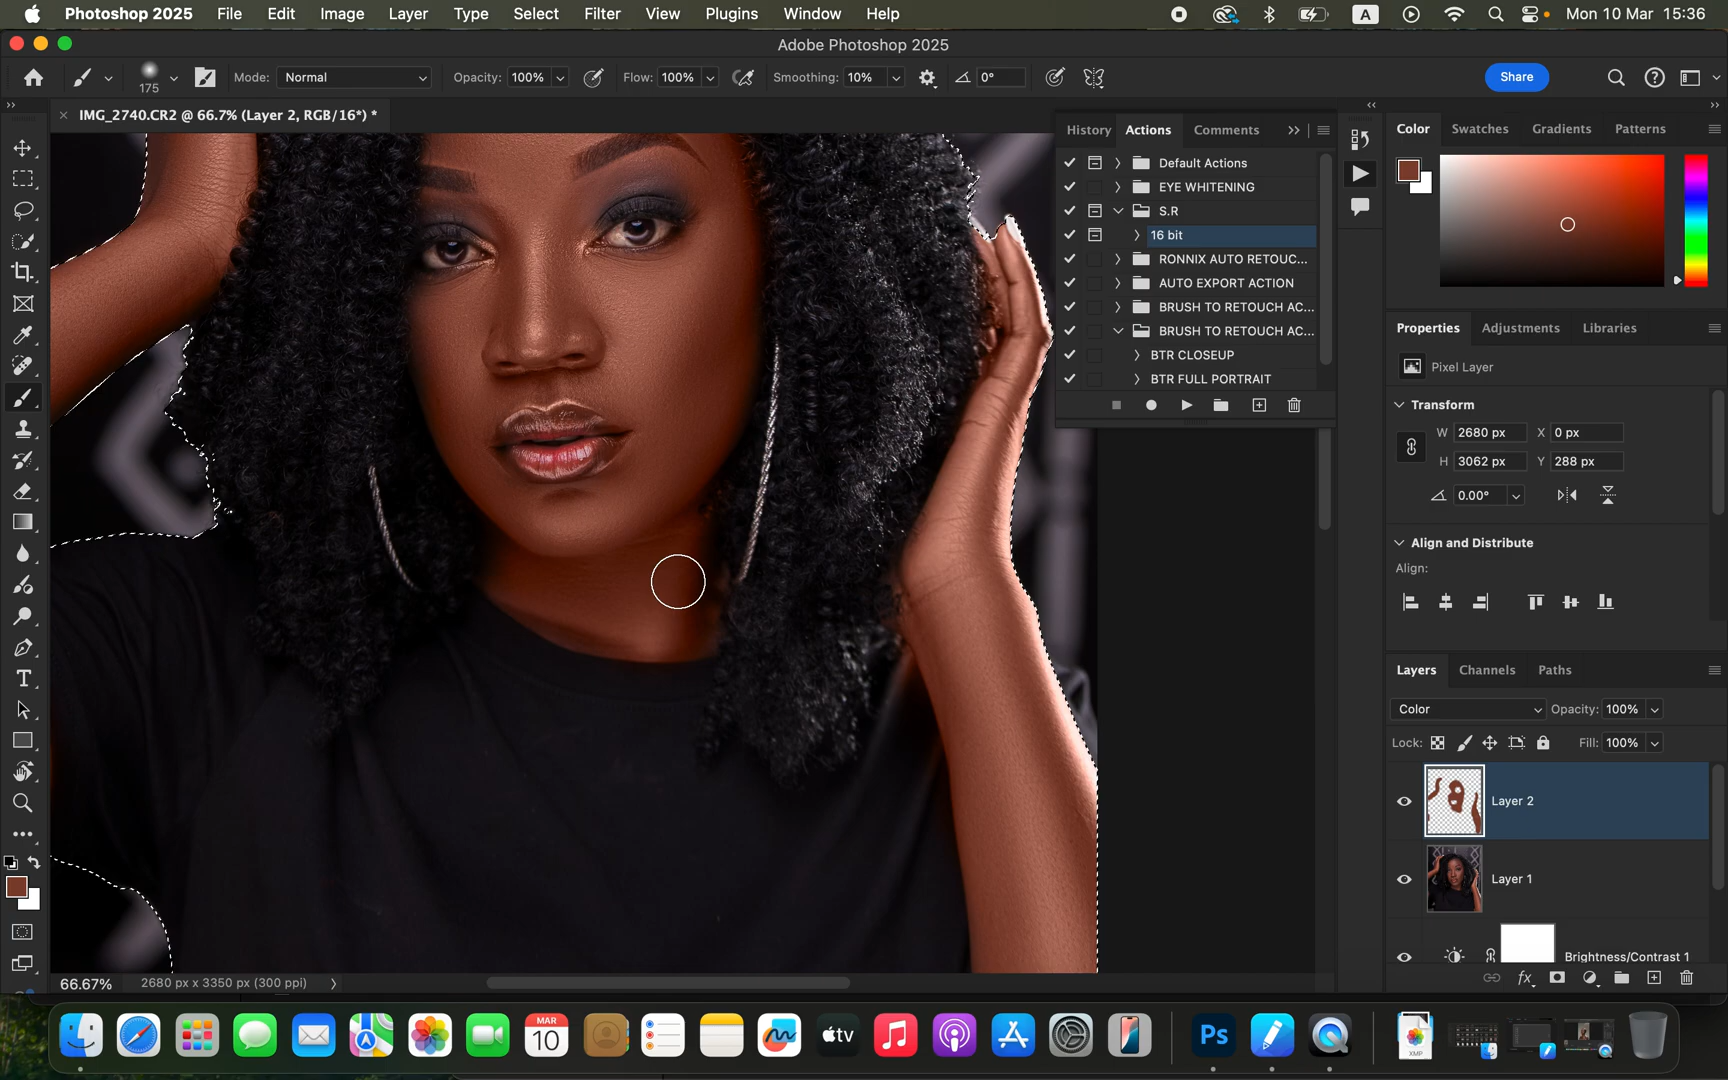 Photoshop 2025 File Edit Image Layer Type Select Filter View Plugins Window Help A Mon 10 Mar 15:36
Adobe Photoshop 2025
175 Mode: Normal Opacity: 100% Flow: 100% Smoothing: 10% 0° Share
IMG_2740.CR2 @ 66.7% (Layer 2, RGB/16*) *
History Actions Comments
Default Actions
EYE WHITENING
S.R
16 bit
RONNIX AUTO RETOUC...
AUTO EXPORT ACTION
BRUSH TO RETOUCH AC...
BRUSH TO RETOUCH AC...
BTR CLOSEUP
BTR FULL PORTRAIT
Color Swatches Gradients Patterns
Properties Adjustments Libraries
Pixel Layer
Transform
W 2680 px X 0 px
H 3062 px Y 288 px
0.00°
Align and Distribute
Align:
Layers Channels Paths
Color Opacity: 100%
Lock: Fill: 100%
Layer 2
Layer 1
Brightness/Contrast 1
fx
66.67% 2680 px x 3350 px (300 ppi)
MAR
10
tv
Ps
XMP